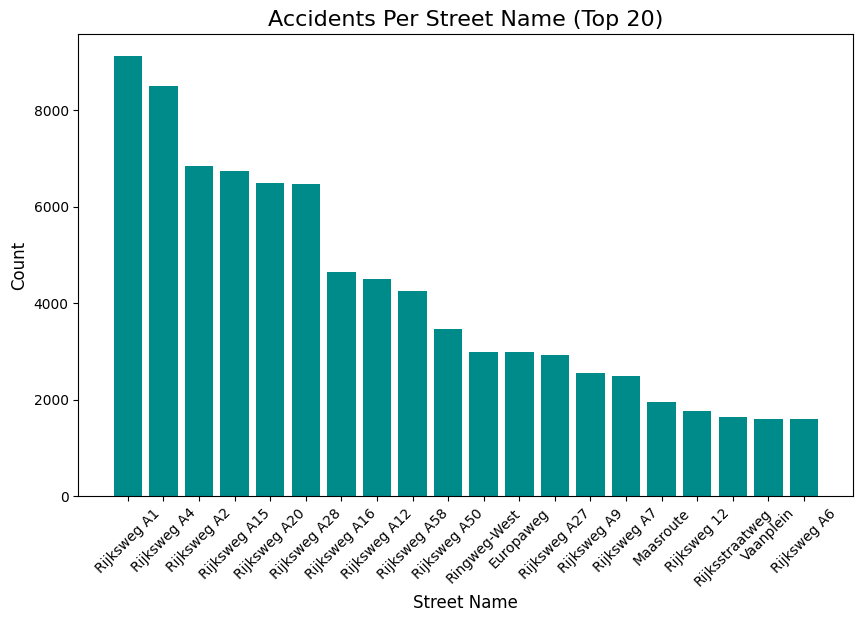 Accidents Per Street Name (Top 20)
Count
8000
6000
4000
2000
0
Rijksweg A1
Rijksweg A4
Rijksweg A2
Rijksweg A15
Rijksweg A20
Rijksweg A28
Rijksweg A16
Rijksweg A12
Rijksweg A58
Rijksweg A50
Ringweg-West
Europaweg
Rijksweg A27
Rijksweg A9
Rijksweg A7
Maasroute
Rijksweg 12
Rijksstraatweg
Vaanplein
Rijksweg A6
Street Name